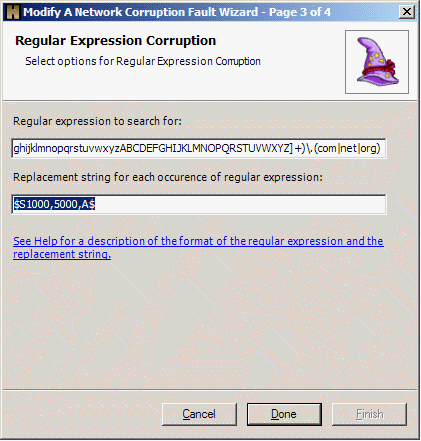 Modify A Network Corruption Fault Wizard - Page 3 of 4
Regular Expression Corruption
Select options for Regular Expression Corruption
Regular expression to search for:
ghijklmnopqrstuvwxyzABCDEFGHIJKLMNOPQRSTUVWXYZ]+)\.(com|net|org)
Replacement string for each occurence of regular expression:
$S1000,5000,A$
See Help for a description of the format of the regular expression and the
replacement string.
Cancel Done Finish